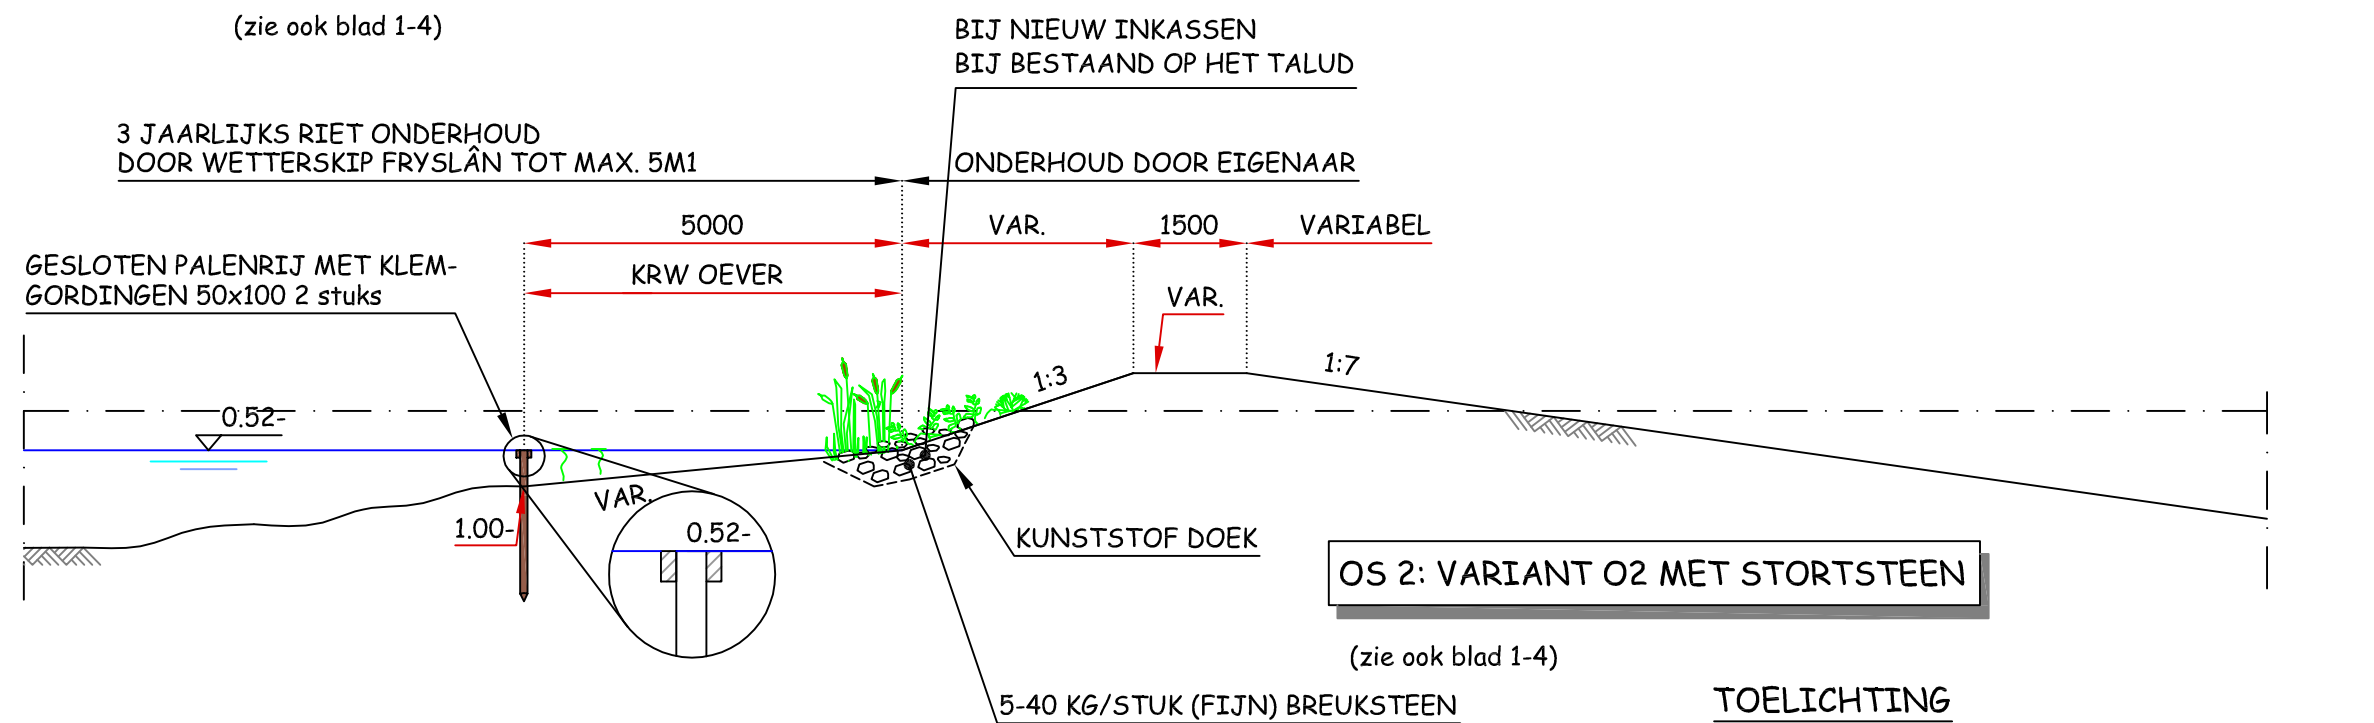 (zie ook blad 1-4)
BIJ NIEUW INKASSEN
BIJ BESTAAND OP HET TALUD
3 JAARLIJKS RIET ONDERHOUD
DOOR WETTERSKIP FRYSLÂN TOT MAX. 5M1
ONDERHOUD DOOR EIGENAAR
5000
VAR.
1500
VARIABEL
GESLOTEN PALENRIJ MET KLEM-
GORDINGEN 50x100 2 stuks
KRW OEVER
VAR.
1:3
1:7
0.52-
VAR.
1.00-
0.52-
KUNSTSTOF DOEK
OS 2: VARIANT O2 MET STORTSTEEN
(zie ook blad 1-4)
5-40 KG/STUK (FIJN) BREUKSTEEN
TOELICHTING